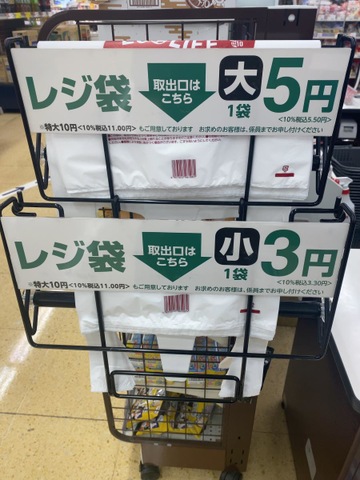 レジ袋 取出口は こちら 大 1袋 5円
<10%税込5.50円>
※特大10円<10%税込11.00円> もご用意しております お求めのお客様は、係員までお申し付けください
レジ袋 取出口は こちら 小 1袋 3円
<10%税込3.30円>
※特大10円<10%税込11.00円> もご用意しております お求めのお客様は、係員までお申し付けください